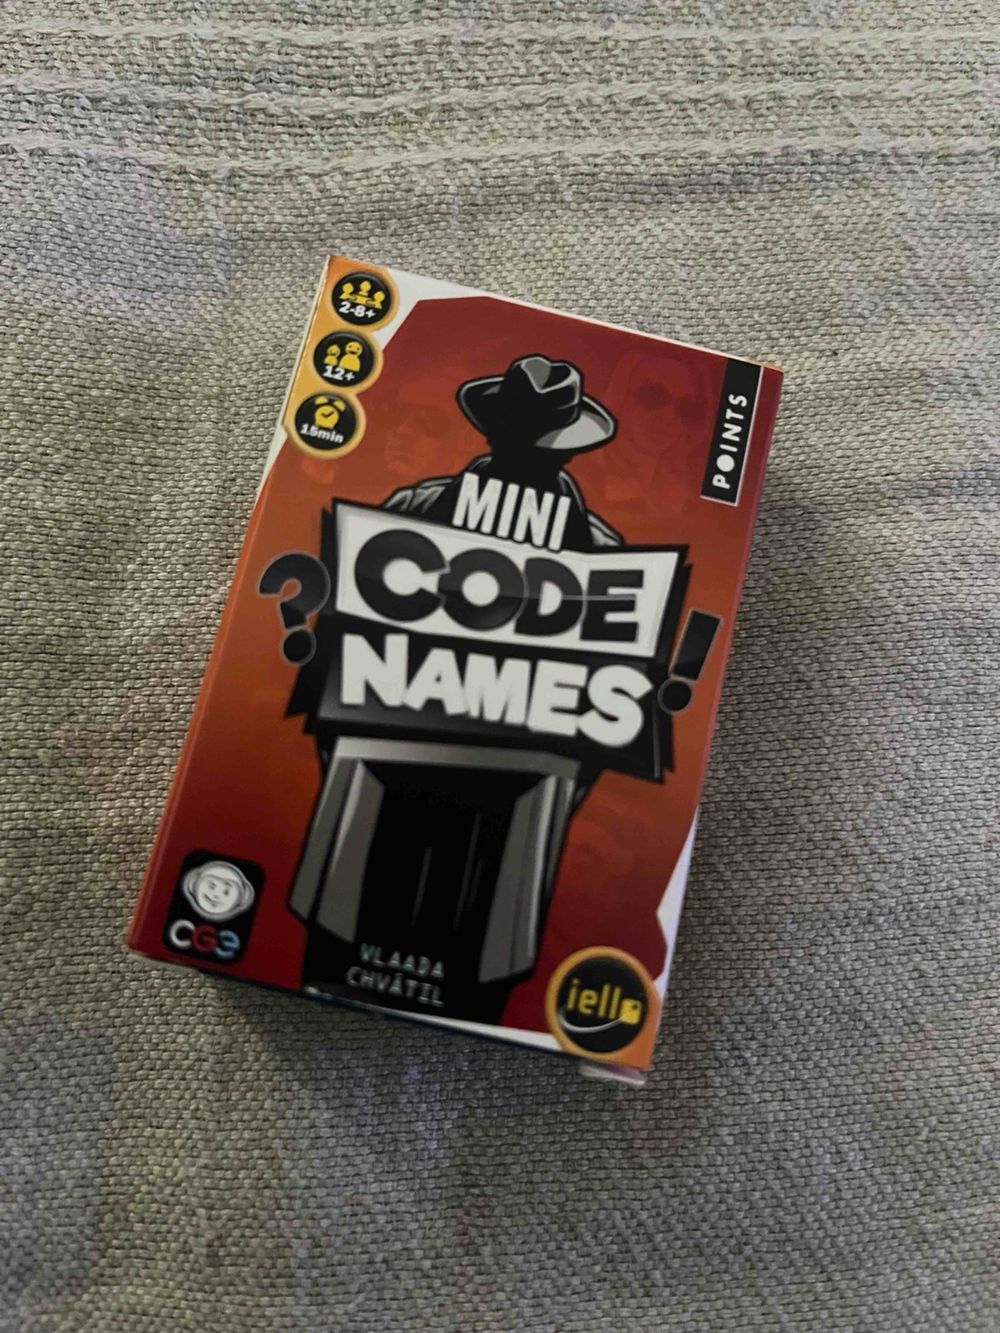 2-8+
12+
15min
POINTS
MINI
CODE
NAMES
?
!
CGE
VLAADA
CHVÁTIL
iello